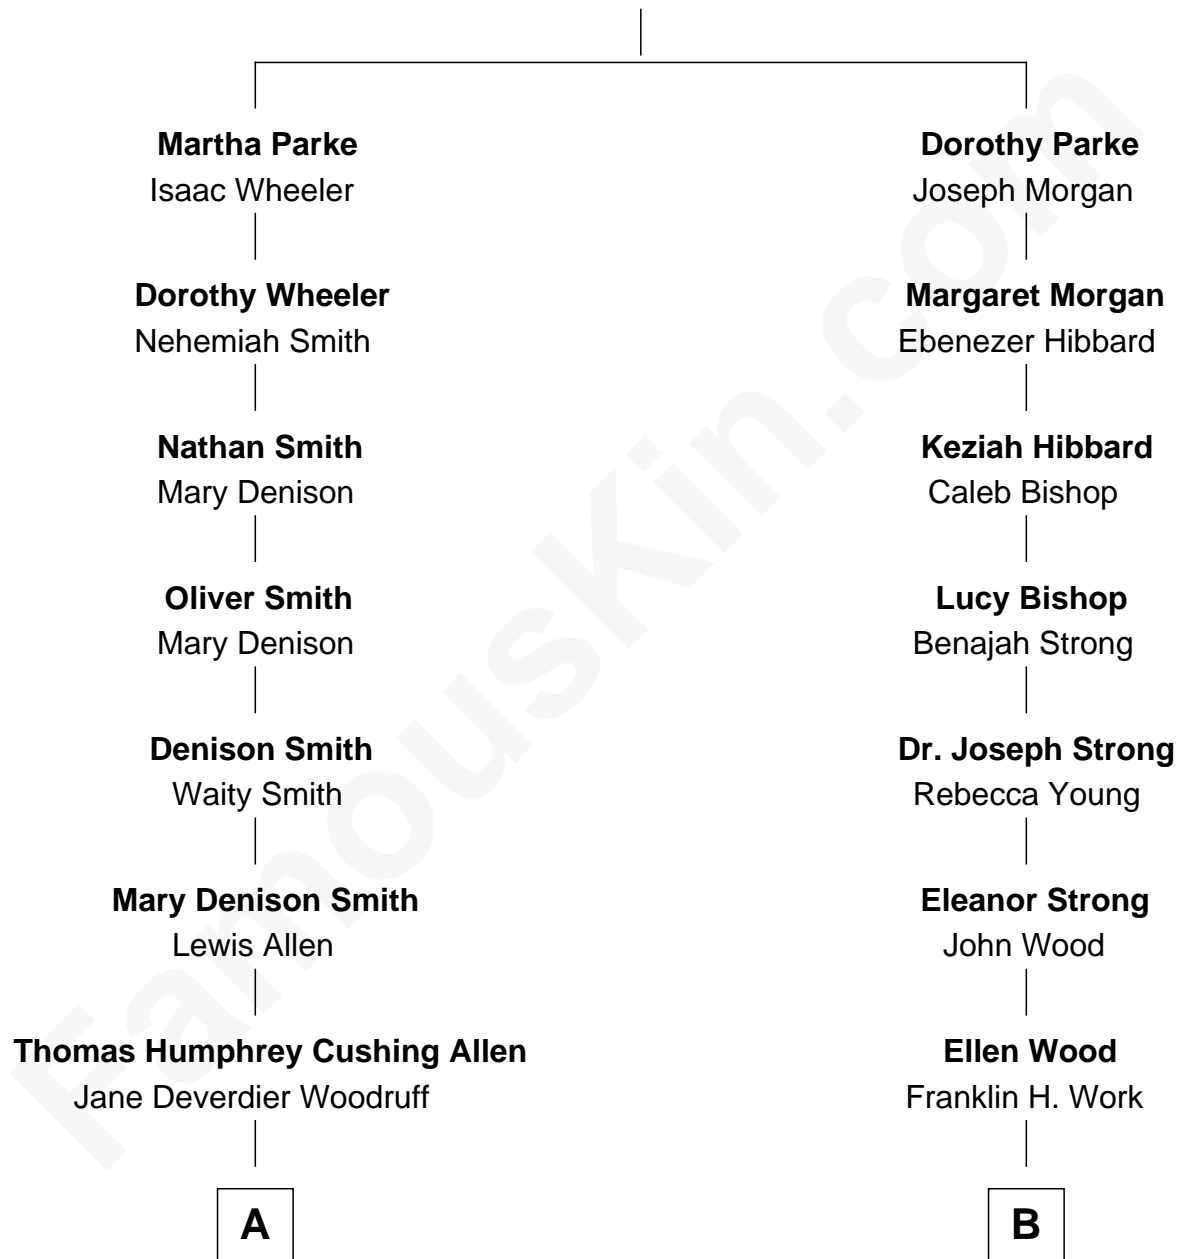 Martha Parke
Isaac Wheeler
Dorothy Wheeler
Nehemiah Smith
Nathan Smith
Mary Denison
Oliver Smith
Mary Denison
Denison Smith
Waity Smith
Mary Denison Smith
Lewis Allen
Thomas Humphrey Cushing Allen
Jane Deverdier Woodruff
A
Dorothy Parke
Joseph Morgan
Margaret Morgan
Ebenezer Hibbard
Keziah Hibbard
Caleb Bishop
Lucy Bishop
Benajah Strong
Dr. Joseph Strong
Rebecca Young
Eleanor Strong
John Wood
Ellen Wood
Franklin H. Work
B
FamousKin.com